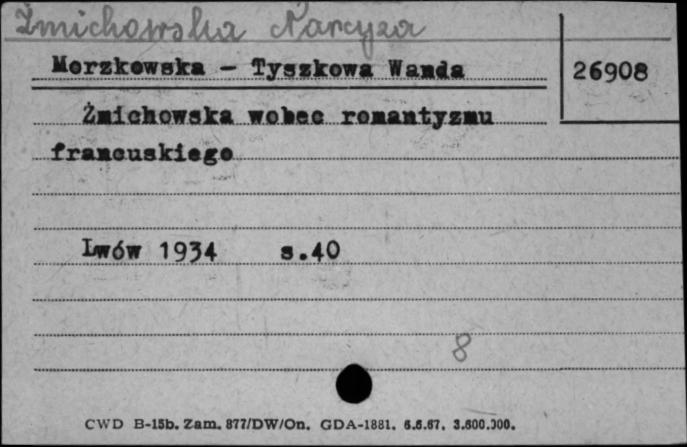 Żmichowska Narcyza
Morzkowska - Tyszkowa Wanda
26908
Żmichowska wobec romantyzmu
francuskiego
Lwów 1934 s.40
8
CWD B-15b. Zam. 877/DW/On. GDA-1881. 6.6.67. 3.600.000.